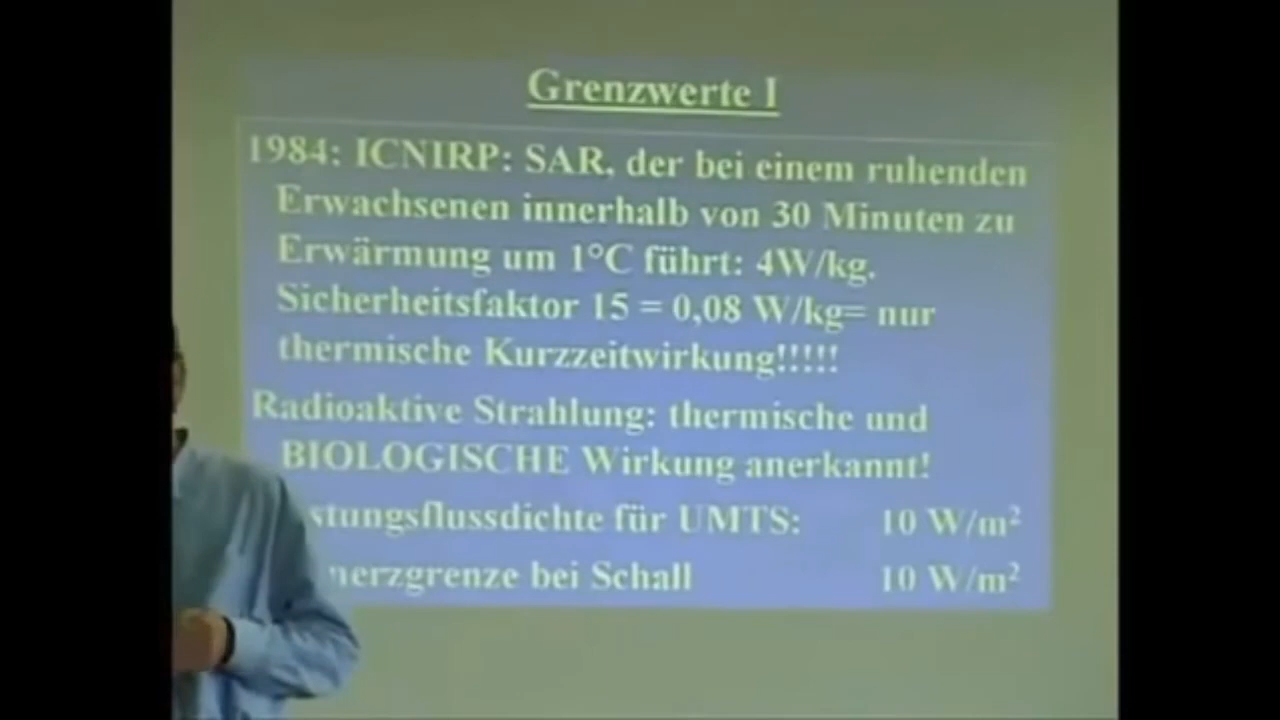 Grenzwerte I
1984: ICNIRP: SAR, der bei einem ruhenden
Erwachsenen innerhalb von 30 Minuten zu
Erwärmung um 1°C führt: 4W/kg.
Sicherheitsfaktor 15 = 0,08 W/kg= nur
thermische Kurzzeitwirkung!!!!!
Radioaktive Strahlung: thermische und
BIOLOGISCHE Wirkung anerkannt!
stungsflussdichte für UMTS: 10 W/m²
nerzgrenze bei Schall 10 W/m²